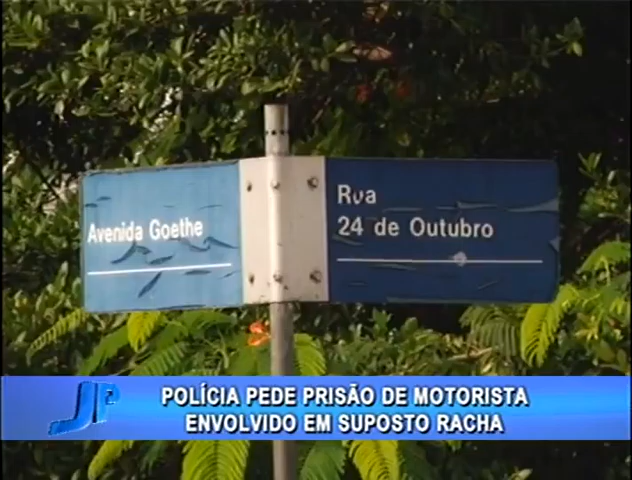 Avenida Goethe
Rua
24 de Outubro
JP
POLÍCIA PEDE PRISÃO DE MOTORISTA
ENVOLVIDO EM SUPOSTO RACHA